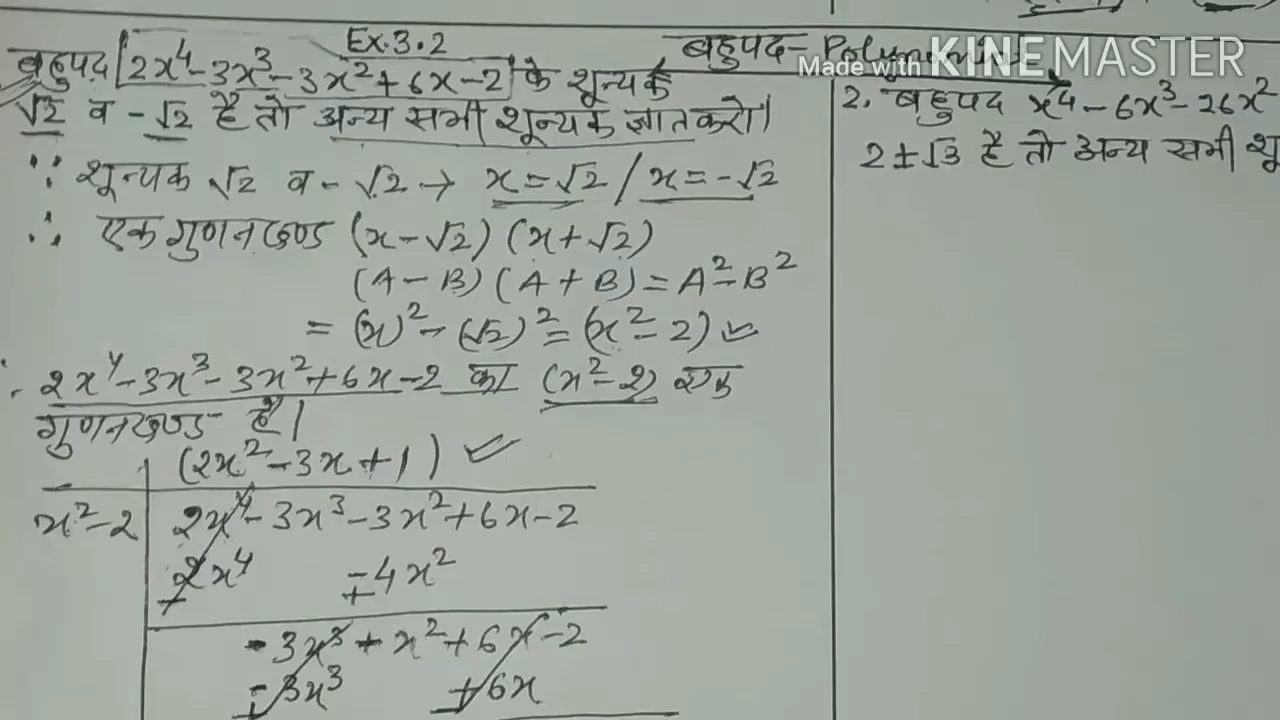 Ex.3.2
बहुपद 2x⁴-3x³-3x²+6x-2 के शून्यक
√2 व -√2 है तो अन्य सभी शून्यक ज्ञात करो।
∵ शून्यक √2 व -√2 → x=√2 / x=-√2
∴ एक गुणनखण्ड (x-√2) (x+√2)
(A-B) (A+B) = A²-B²
= (x)²-(√2)² = (x²-2) ✓
∴ 2x⁴-3x³-3x²+6x-2 का (x²-2) एक
गुणनखण्ड है।
(2x²-3x+1) ✓
x²-2 2x⁴-3x³-3x²+6x-2
2x⁴ -4x²
- +
-3x³+x²+6x-2
-3x³ +6x
+ -
बहुपद-
Made with KINEMASTER
2. बहुपद x⁴-6x³-26x²
2±√3 है तो अन्य सभी शू